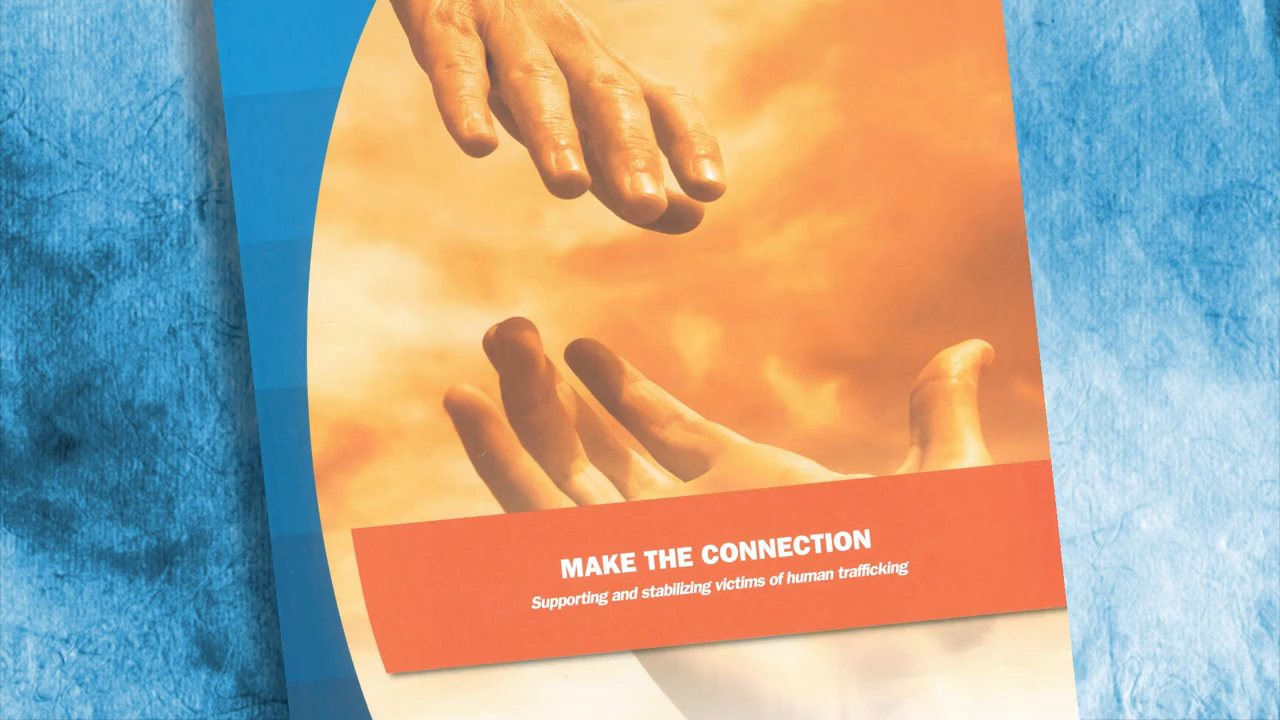 MAKE THE CONNECTION
Supporting and stabilizing victims of human trafficking